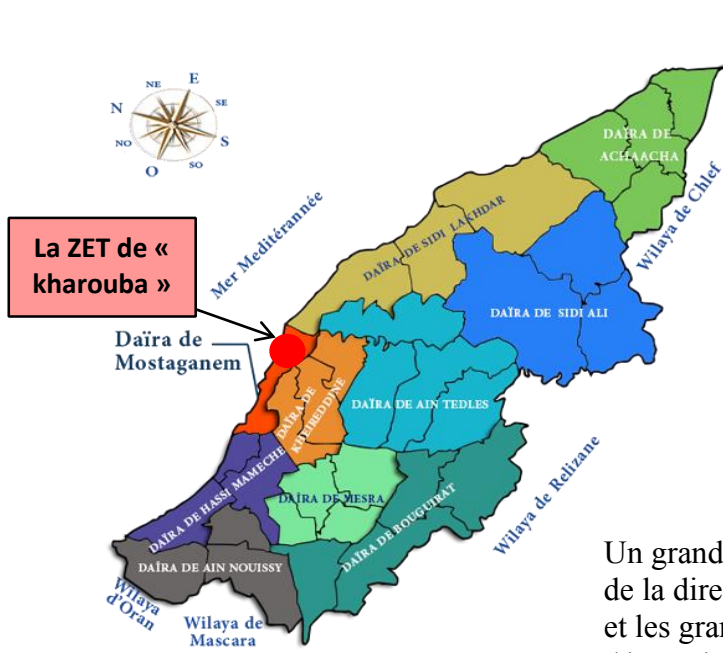 NE
E
N
SE
NO
S
SO
O
DAÏRA DE
ACHAACHA
Wilaya de Chlef
Mer Meditérannée
DAÏRA DE SIDI LAKHDAR
La ZET de «
kharouba »
DAÏRA DE SIDI ALI
Daïra de
Mostaganem
DAÏRA DE
KHEIREDDINE
DAÏRA DE AIN TEDLES
DAÏRA DE HASSI MAMECHE
DAÏRA DE MESRA
DAÏRA DE BOUGUIRAT
Wilaya de Relizane
DAÏRA DE AIN NOUISSY
Wilaya
d'Oran
Wilaya de
Mascara
Un grand
de la dire
et les gran